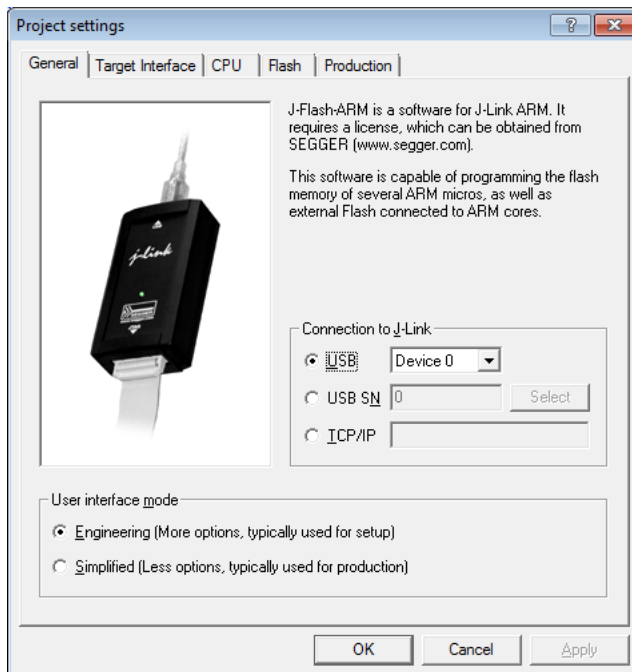 Project settings
General Target Interface CPU Flash Production
J-Flash-ARM is a software for J-Link ARM. It
requires a license, which can be obtained from
SEGGER (www.segger.com).
This software is capable of programming the flash
memory of several ARM micros, as well as
external Flash connected to ARM cores.
j-link
Connection to J-Link
USB Device 0
USB SN 0 Select
TCP/IP
User interface mode
Engineering (More options, typically used for setup)
Simplified (Less options, typically used for production)
OK Cancel Apply